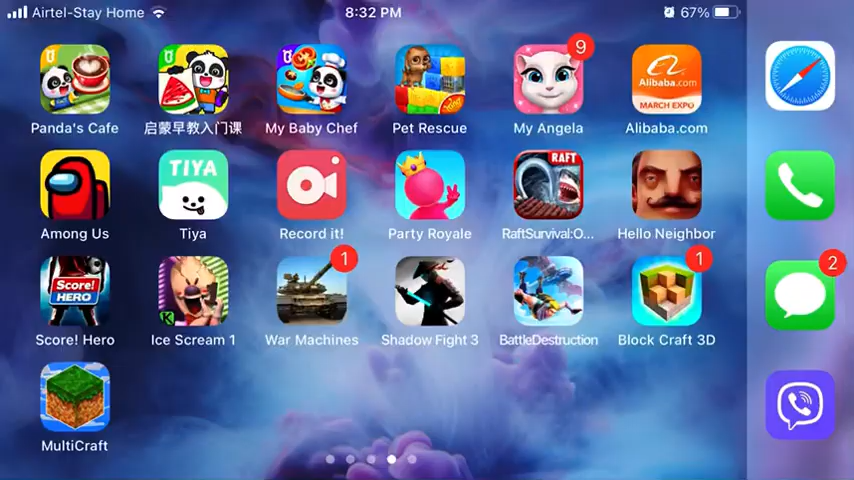 Airtel-Stay Home 8:32 PM 67%
9
Alibaba.com
MARCH EXPO
Panda's Cafe 启蒙早教入门课 My Baby Chef Pet Rescue My Angela Alibaba.com
TIYA
RAFT
Among Us Tiya Record it! Party Royale RaftSurvival:O... Hello Neighbor
Score!
HERO
1
1
2
Score! Hero Ice Scream 1 War Machines Shadow Fight 3 BattleDestruction Block Craft 3D
MultiCraft